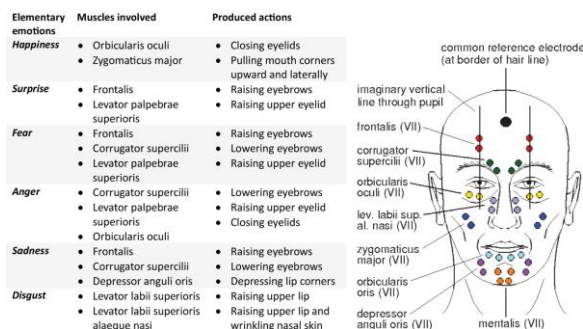 Elementary emotions Muscles involved Produced actions
Happiness • Orbicularis oculi • Closing eyelids
• Zygomaticus major • Pulling mouth corners upward and laterally
Surprise • Frontalis • Raising eyebrows
• Levator palpebrae superioris • Raising upper eyelid
Fear • Frontalis • Raising eyebrows
• Corrugator supercilii • Lowering eyebrows
• Levator palpebrae superioris • Raising upper eyelid
Anger • Corrugator supercilii • Lowering eyebrows
• Levator palpebrae superioris • Raising upper eyelid
• Orbicularis oculi • Closing eyelids
Sadness • Frontalis • Raising eyebrows
• Corrugator supercilii • Lowering eyebrows
• Depressor anguli oris • Depressing lip corners
Disgust • Levator labii superioris • Raising upper lip
• Levator labii superioris alaeque nasi • Raising upper lip and wrinkling nasal skin
common reference electrode
(at border of hair line)
imaginary vertical
line through pupil
frontalis (VII)
corrugator
supercilii (VII)
orbicularis
oculi (VII)
lev. labii sup.
al. nasi (VII)
zygomaticus
major (VII)
orbicularis
oris (VII)
depressor
anguli oris (VII)
mentalis (VII)